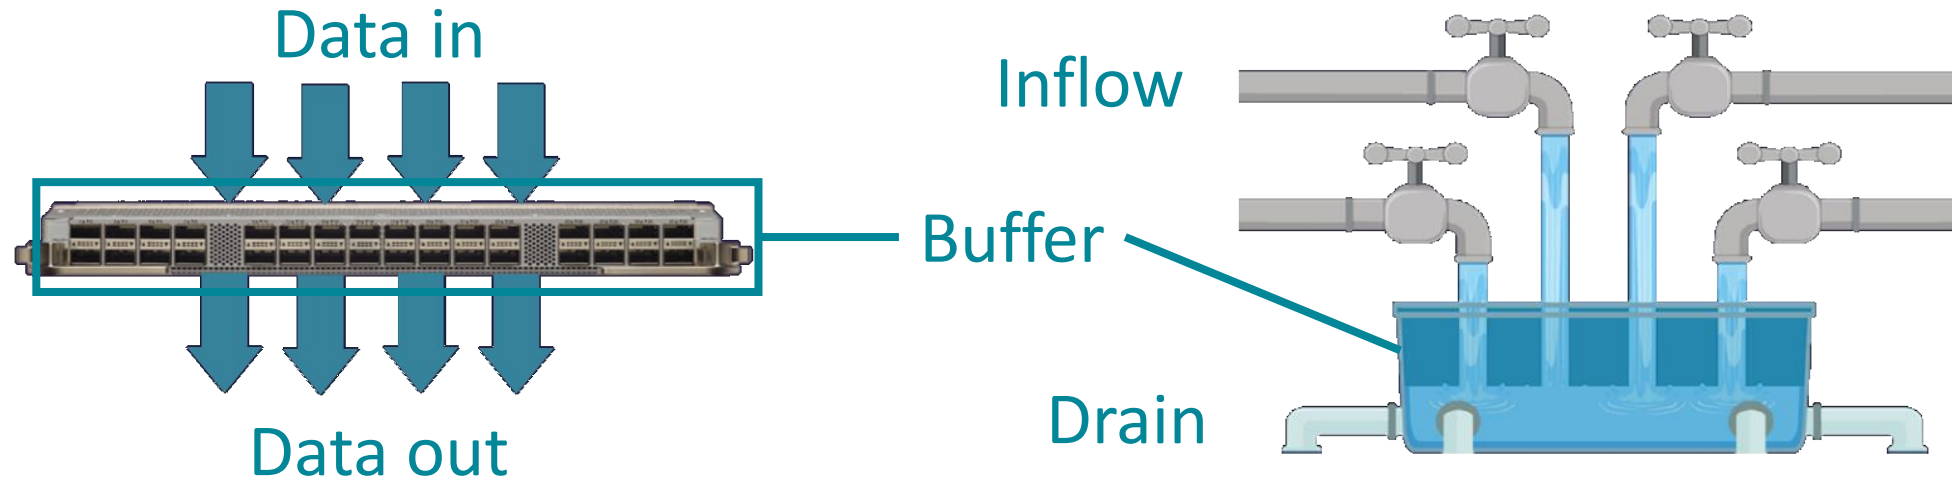 Data in
Inflow
Buffer
Drain
Data out